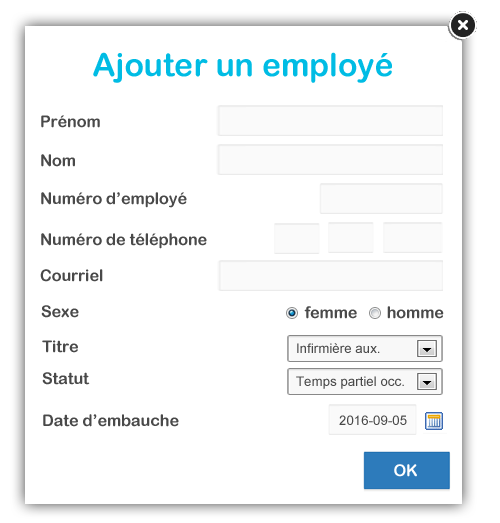 Ajouter un employé
Prénom
Nom
Numéro d’employé
Numéro de téléphone
Courriel
Sexe femme homme
Titre Infirmière aux.
Statut Temps partiel occ.
Date d’embauche 2016-09-05
OK